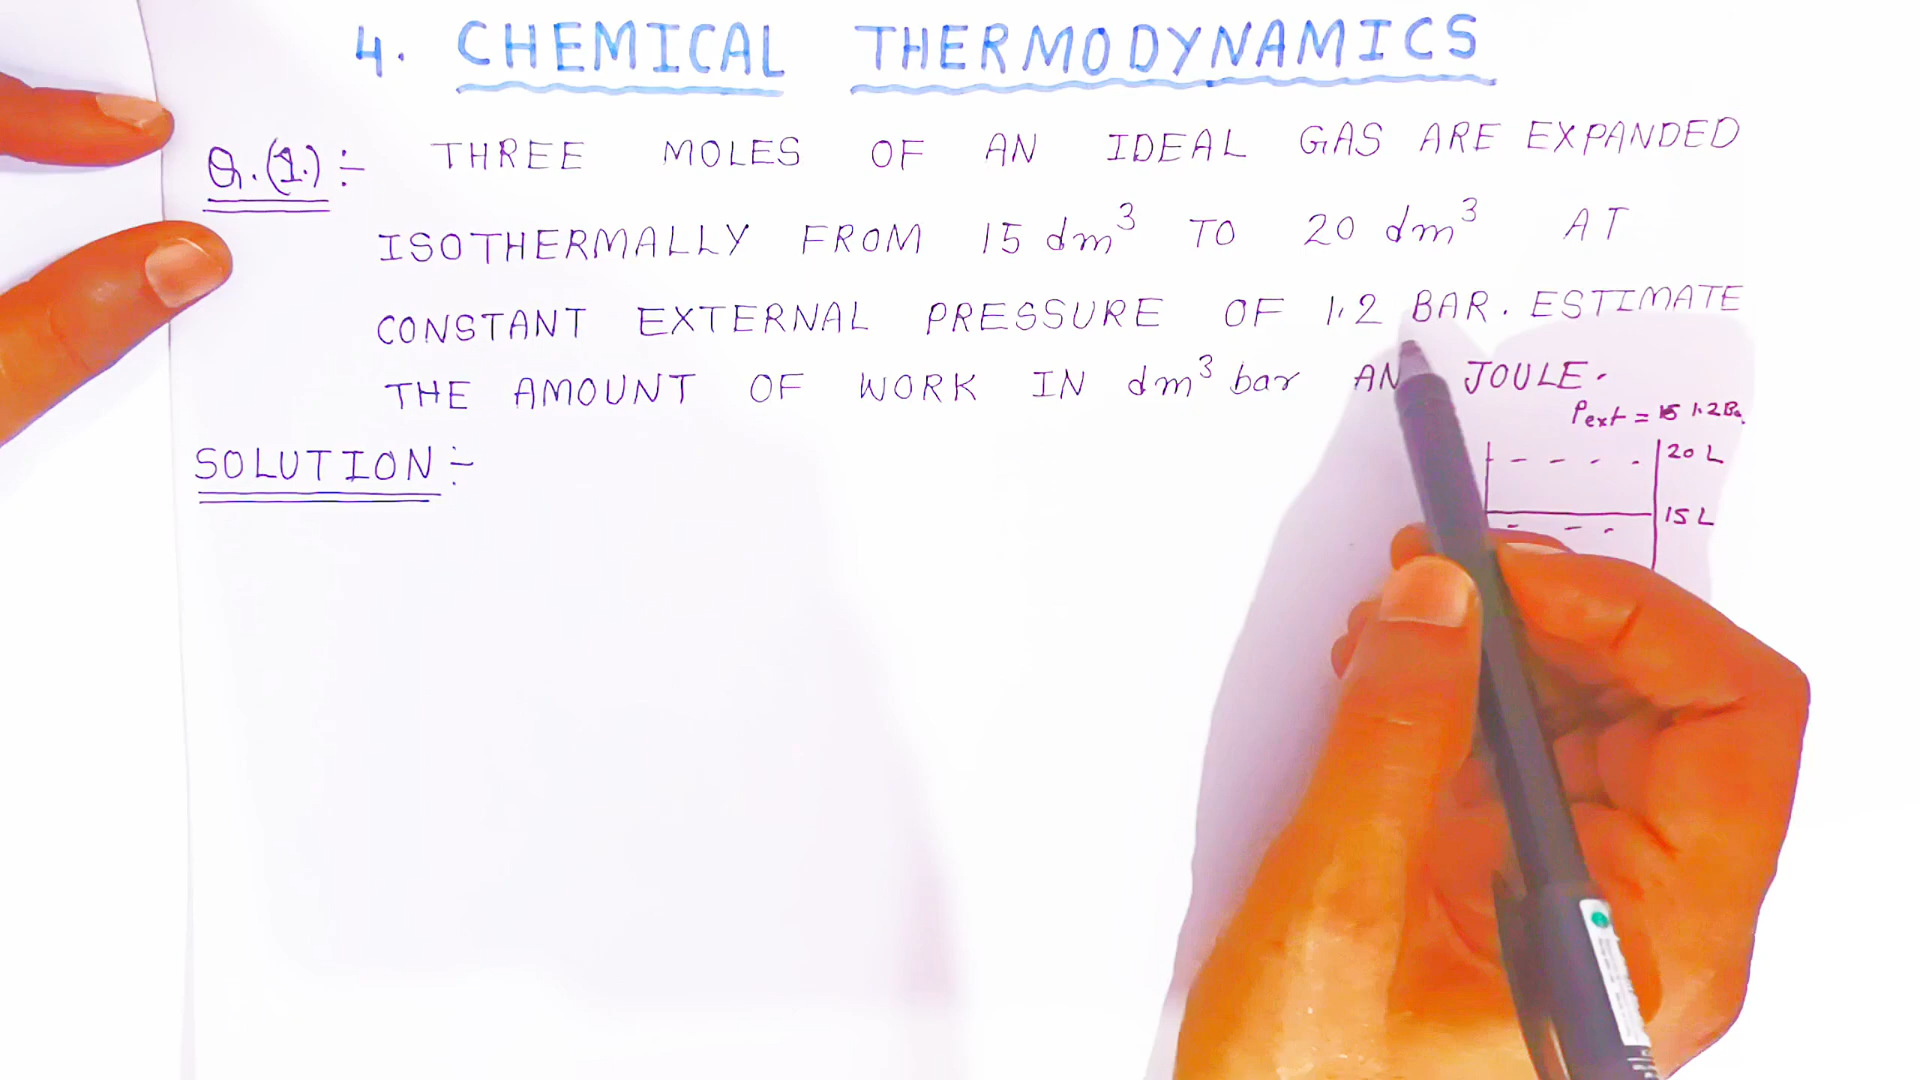 4. CHEMICAL THERMODYNAMICS
Q.(1.) :- THREE MOLES OF AN IDEAL GAS ARE EXPANDED
ISOTHERMALLY FROM 15 dm³ TO 20 dm³ AT
CONSTANT EXTERNAL PRESSURE OF 1.2 BAR. ESTIMATE
THE AMOUNT OF WORK IN dm³ bar AN JOULE.
Pext = 1.2 Ba
20 L
15 L
SOLUTION :-